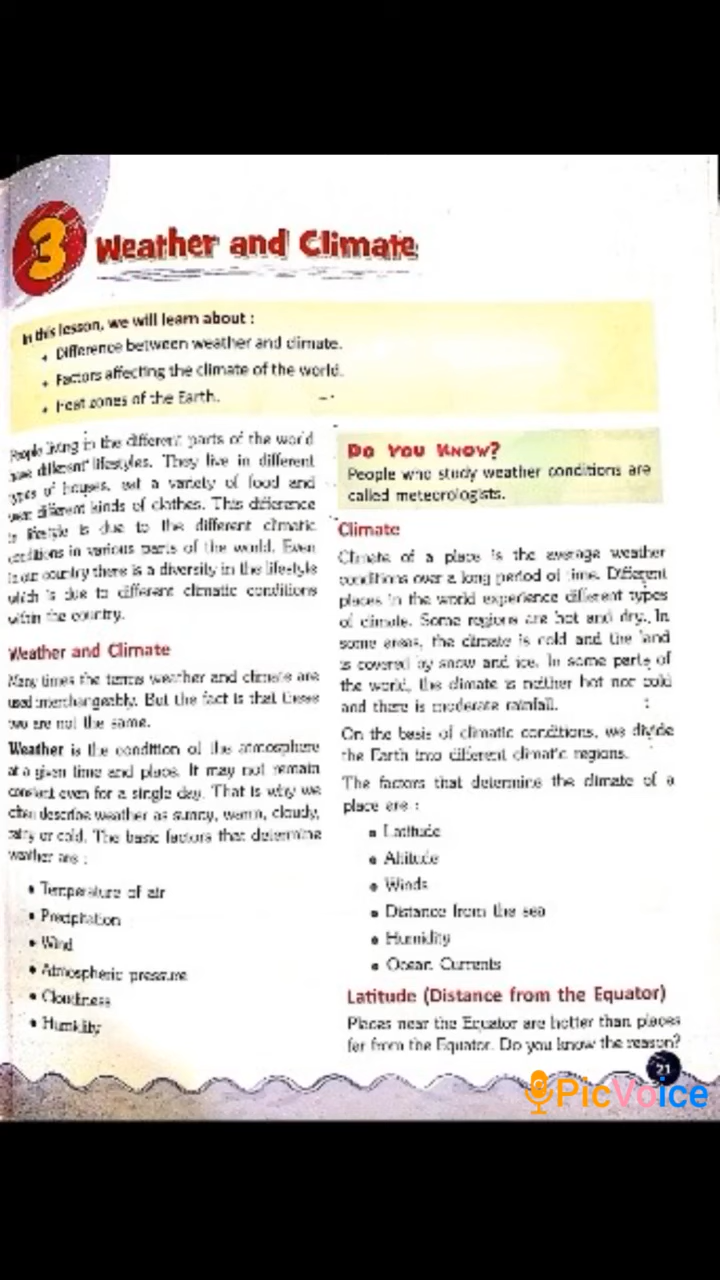 3 Weather and Climate
In this lesson, we will learn about :
• Difference between weather and climate.
• Factors affecting the climate of the world.
• Heat zones of the Earth.
People living in the different parts of the world
have different lifestyles. They live in different
types of houses, eat a variety of food and
wear different kinds of clothes. This difference
in lifestyle is due to the different climatic
conditions in various parts of the world. Even
in our country there is a diversity in the lifestyle
which is due to different climatic conditions
within the country.
Weather and Climate
Many times the terms weather and climate are
used interchangeably. But the fact is that these
two are not the same.
Weather is the condition of the atmosphere
at a given time and place. It may not remain
constant even for a single day. That is why we
often describe weather as sunny, warm, cloudy,
rainy or cold. The basic factors that determine
weather are :
• Temperature of air
• Precipitation
• Wind
• Atmospheric pressure
• Cloudiness
• Humidity
Do You Know?
People who study weather conditions are
called meteorologists.
Climate
Climate of a place is the average weather
conditions over a long period of time. Different
places in the world experience different types
of climate. Some regions are hot and dry. In
some areas, the climate is cold and the land
is covered by snow and ice. In some parts of
the world, the climate is neither hot nor cold
and there is moderate rainfall.
On the basis of climatic conditions, we divide
the Earth into different climatic regions.
The factors that determine the climate of a
place are :
• Latitude
• Altitude
• Winds
• Distance from the sea
• Humidity
• Ocean Currents
Latitude (Distance from the Equator)
Places near the Equator are hotter than places
far from the Equator. Do you know the reason?
21
PicVoice